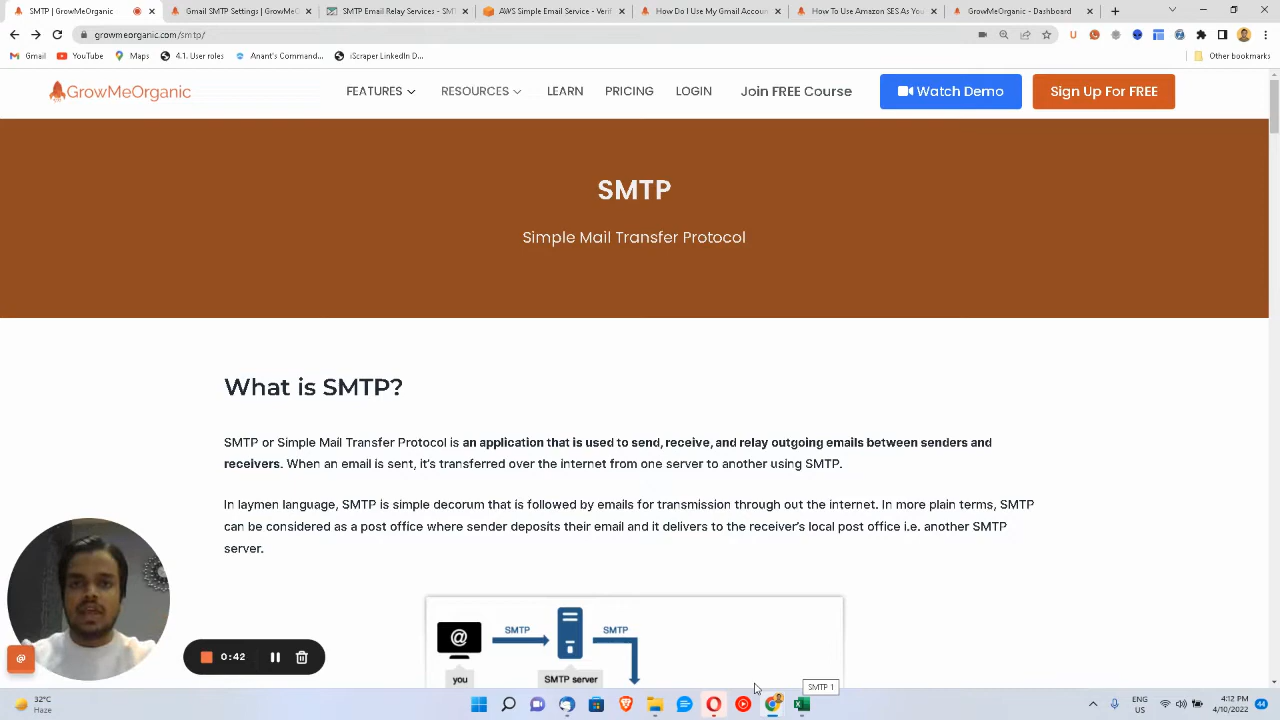 SMTP | GrowMeOrganic
Gmail SMTP Settings | GrowMeO
SMTP Email Relay Services - SMT
AWS Simple Email Service - Verif
How Do I Use My Gmail Accoun
How To Use Amazon SES As You
GrowMeOrganic - Dashboard
growmeorganic.com/smtp/
Gmail
YouTube
Maps
4.1. User roles
Anant's Command...
iScraper LinkedIn D...
Other bookmarks
GrowMeOrganic
FEATURES
RESOURCES
LEARN
PRICING
LOGIN
Join FREE Course
Watch Demo
Sign Up For FREE
SMTP
Simple Mail Transfer Protocol
What is SMTP?
SMTP or Simple Mail Transfer Protocol is an application that is used to send, receive, and relay outgoing emails between senders and
receivers. When an email is sent, it's transferred over the internet from one server to another using SMTP.
In laymen language, SMTP is simple decorum that is followed by emails for transmission through out the internet. In more plain terms, SMTP
can be considered as a post office where sender deposits their email and it delivers to the receiver's local post office i.e. another SMTP
server.
@
SMTP
SMTP
you
SMTP server
@
0:42
SMTP 1
32°C
Haze
ENG
US
4:12 PM
4/10/2022
44